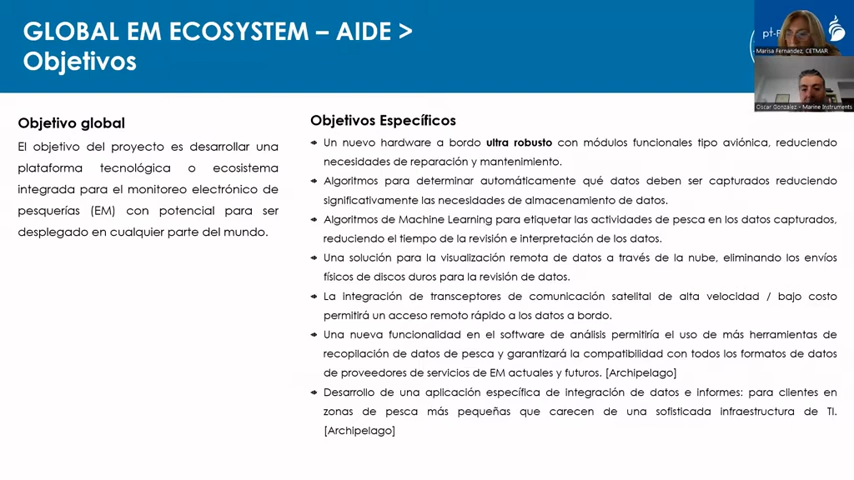 GLOBAL EM ECOSYSTEM – AIDE >
Objetivos
Marisa Fernández, CETMAR
Oscar Gonzalez - Marine Instruments
Objetivo global
El objetivo del proyecto es desarrollar una
plataforma tecnológica o ecosistema
integrada para el monitoreo electrónico de
pesquerías (EM) con potencial para ser
desplegado en cualquier parte del mundo.
Objetivos Específicos
Un nuevo hardware a bordo ultra robusto con módulos funcionales tipo aviónica, reduciendo
necesidades de reparación y mantenimiento.
Algoritmos para determinar automáticamente qué datos deben ser capturados reduciendo
significativamente las necesidades de almacenamiento de datos.
Algoritmos de Machine Learning para etiquetar las actividades de pesca en los datos capturados,
reduciendo el tiempo de la revisión e interpretación de los datos.
Una solución para la visualización remota de datos a través de la nube, eliminando los envíos
físicos de discos duros para la revisión de datos.
La integración de transceptores de comunicación satelital de alta velocidad / bajo costo
permitirá un acceso remoto rápido a los datos a bordo.
Una nueva funcionalidad en el software de análisis permitiría el uso de más herramientas de
recopilación de datos de pesca y garantizará la compatibilidad con todos los formatos de datos
de proveedores de servicios de EM actuales y futuros. [Archipelago]
Desarrollo de una aplicación específica de integración de datos e informes: para clientes en
zonas de pesca más pequeñas que carecen de una sofisticada infraestructura de TI.
[Archipelago]